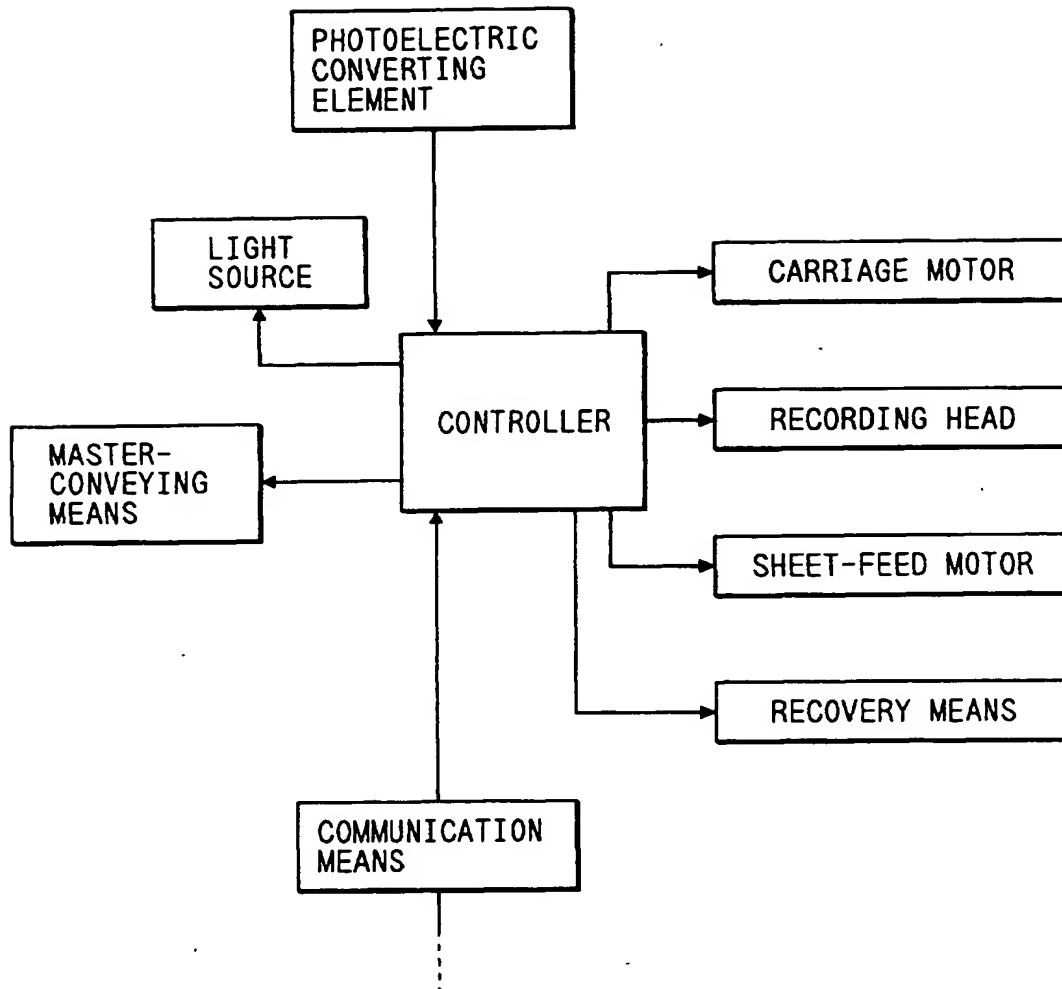 PHOTOELECTRIC
CONVERTING
ELEMENT
LIGHT
SOURCE
CARRIAGE MOTOR
CONTROLLER
RECORDING HEAD
MASTER-
CONVEYING
MEANS
SHEET-FEED MOTOR
RECOVERY MEANS
COMMUNICATION
MEANS